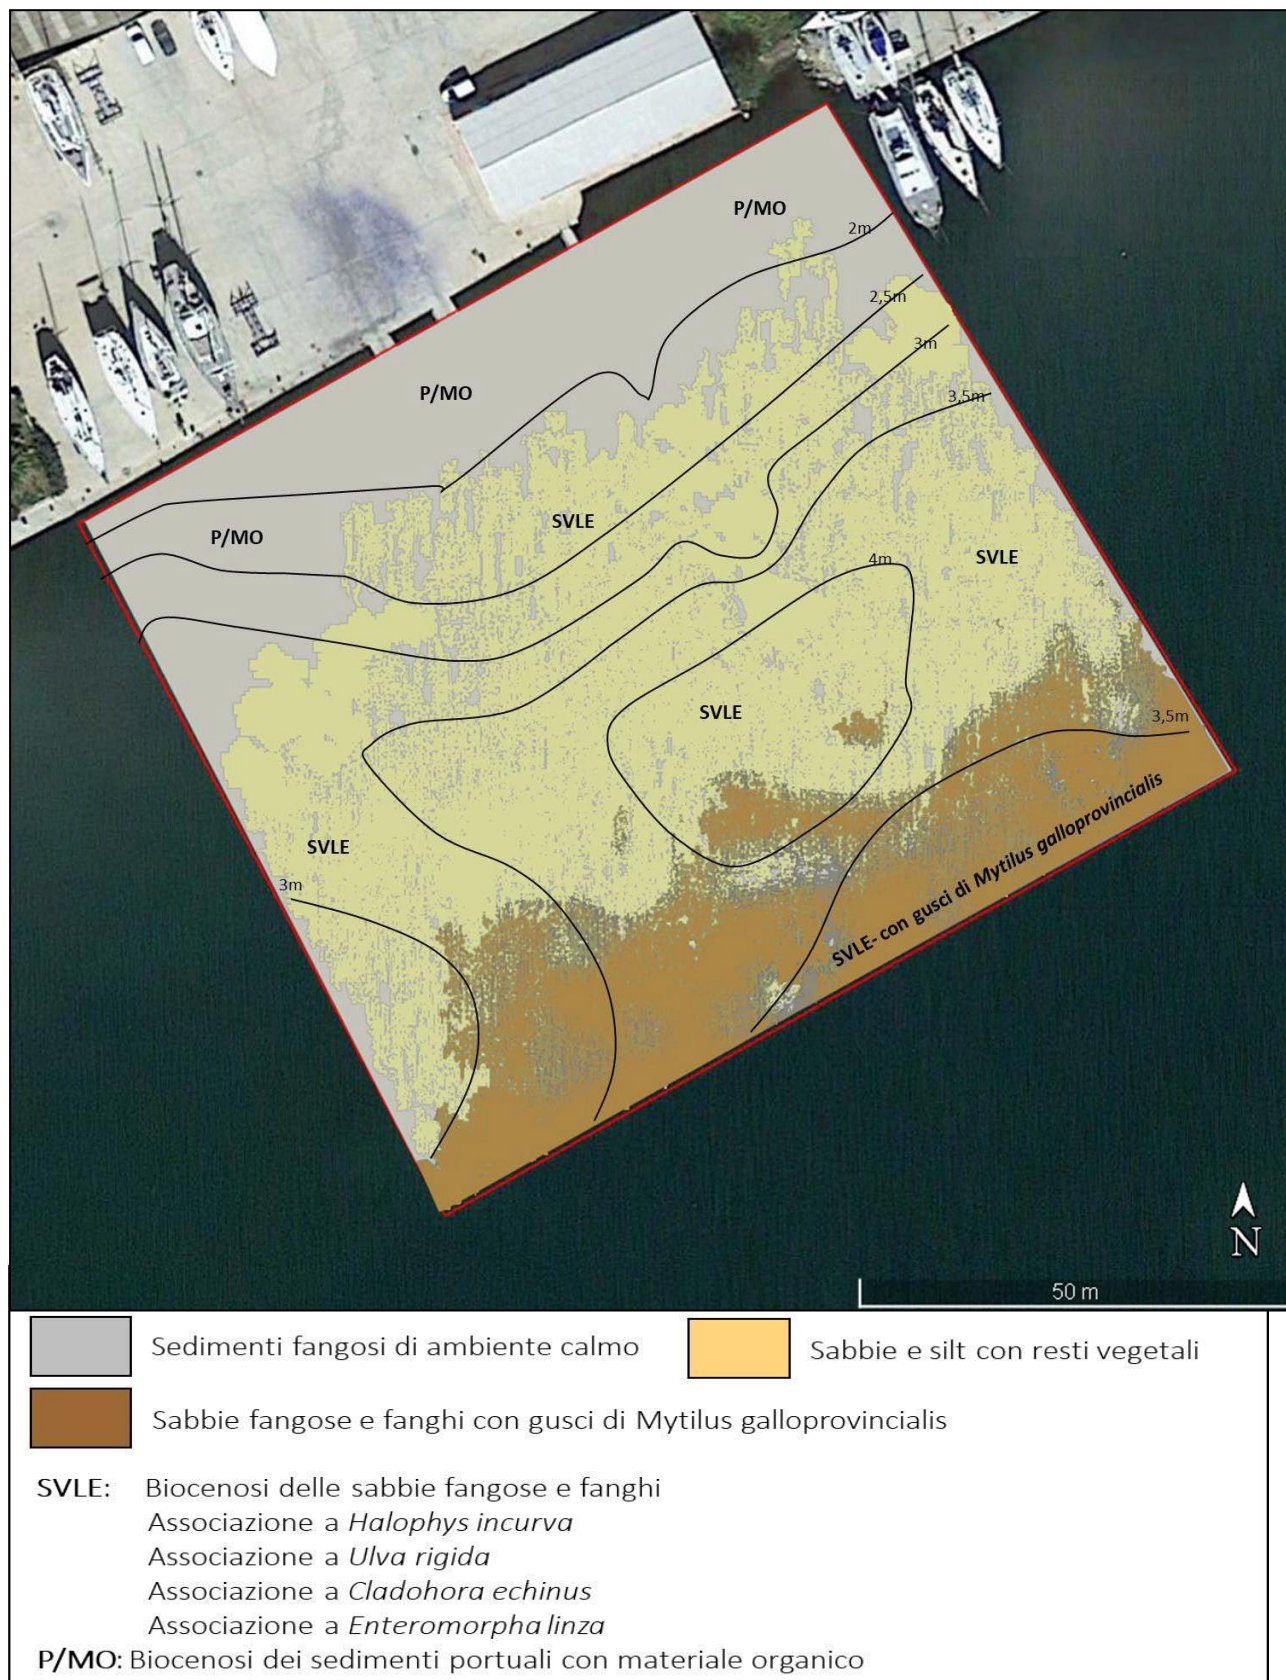 P/MO
2m
2,5m
3m
P/MO
3,5m
SVLE
P/MO
SVLE
4m
SVLE
3,5m
SVLE
3m
SVLE- con gusci di Mytilus galloprovincialis
N
50 m
Sedimenti fangosi di ambiente calmo
Sabbie e silt con resti vegetali
Sabbie fangose e fanghi con gusci di Mytilus galloprovincialis
SVLE: Biocenosi delle sabbie fangose e fanghi
Associazione a Halophys incurva
Associazione a Ulva rigida
Associazione a Cladohora echinus
Associazione a Enteromorpha linza
P/MO: Biocenosi dei sedimenti portuali con materiale organico